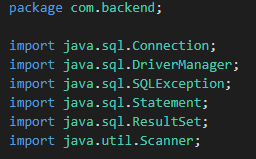 package com.backend;
import java.sql.Connection;
import java.sql.DriverManager;
import java.sql.SQLException;
import java.sql.Statement;
import java.sql.ResultSet;
import java.util.Scanner;